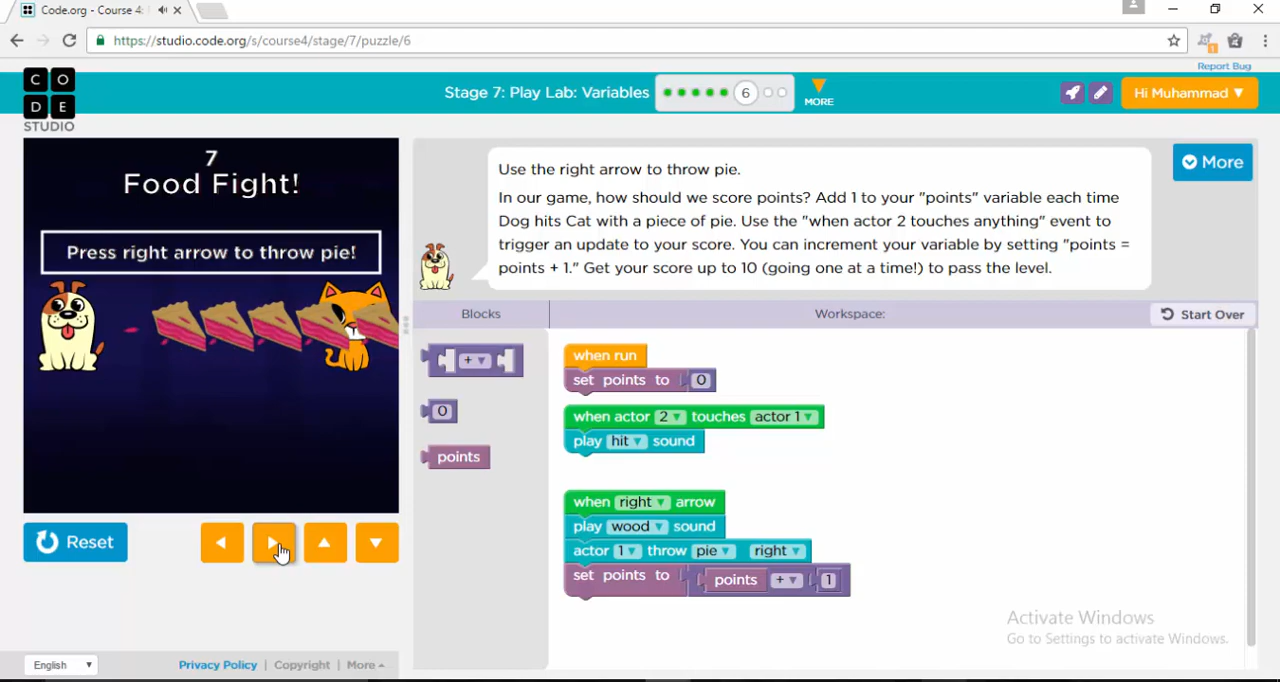 Code.org - Course 4:
https://studio.code.org/s/course4/stage/7/puzzle/6
Report Bug
C O
D E
STUDIO
Stage 7: Play Lab: Variables
6
MORE
Hi Muhammad ▼
7
Food Fight!
Press right arrow to throw pie!
Use the right arrow to throw pie.
In our game, how should we score points? Add 1 to your "points" variable each time
Dog hits Cat with a piece of pie. Use the "when actor 2 touches anything" event to
trigger an update to your score. You can increment your variable by setting "points =
points + 1." Get your score up to 10 (going one at a time!) to pass the level.
More
Blocks
Workspace:
Start Over
+ ▼
0
points
when run
set points to 0
when actor 2 ▼ touches actor 1 ▼
play hit ▼ sound
when right ▼ arrow
play wood ▼ sound
actor 1 ▼ throw pie ▼ right ▼
set points to points + ▼ 1
Reset
Activate Windows
Go to Settings to activate Windows.
English ▼
Privacy Policy | Copyright | More